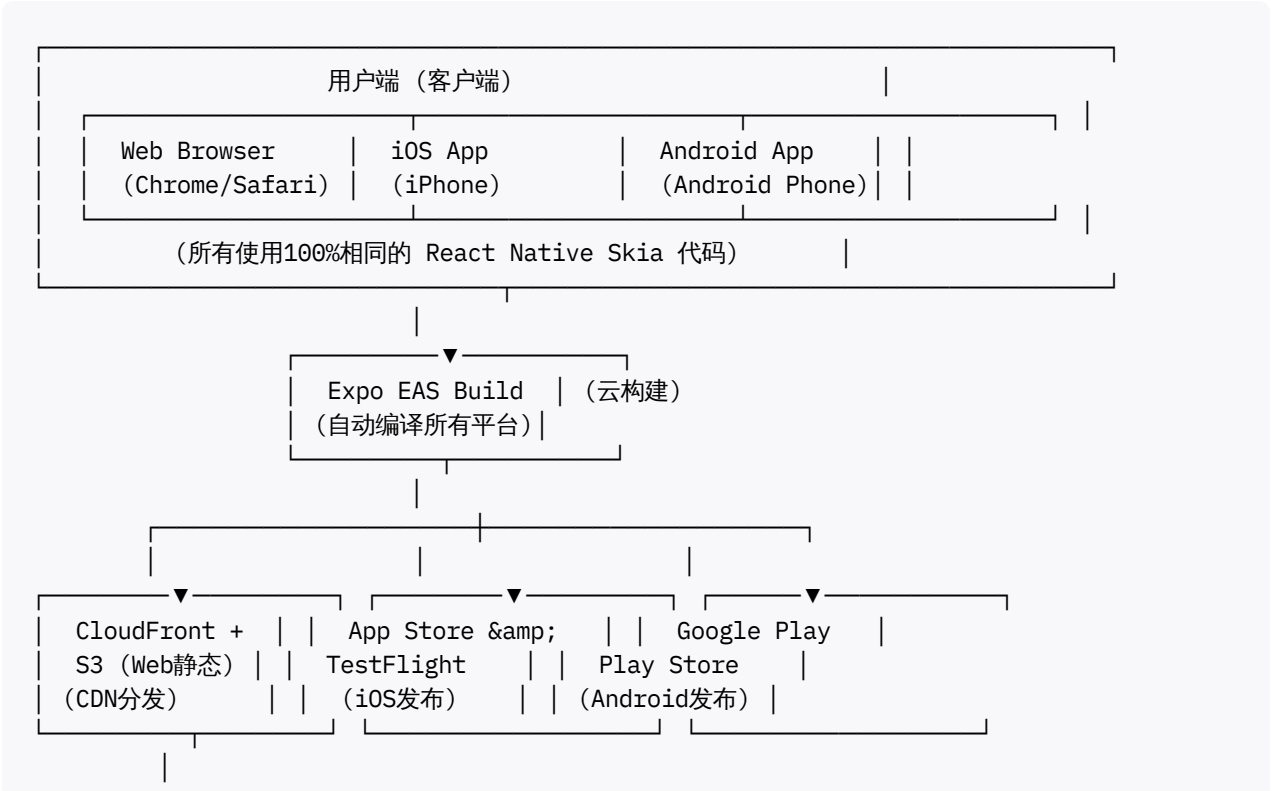 用户端 (客户端)
Web Browser iOS App Android App
(Chrome/Safari) (iPhone) (Android Phone)
(所有使用100%相同的 React Native Skia 代码)
Expo EAS Build (云构建)
(自动编译所有平台)
CloudFront + App Store &amp; Google Play
S3 (Web静态) TestFlight Play Store
(CDN分发) (iOS发布) (Android发布)